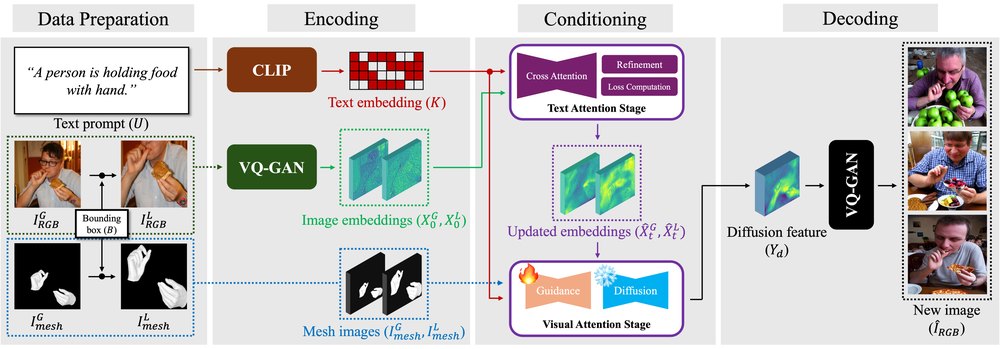 Data Preparation
Encoding
Conditioning
Decoding
“A person is holding food
with hand.”
Text prompt (U)
I^G_RGB
I^L_RGB
Bounding
box (B)
I^G_mesh
I^L_mesh
CLIP
Text embedding (K)
VQ-GAN
Image embeddings (X^G_0, X^L_0)
Mesh images (I^G_mesh, I^L_mesh)
Cross Attention
Refinement
Loss Computation
Text Attention Stage
Updated embeddings (X̂^G_t, X̂^L_t)
Guidance
Diffusion
Visual Attention Stage
Diffusion feature
(Y_d)
VQ-GAN
New image
(Î_RGB)